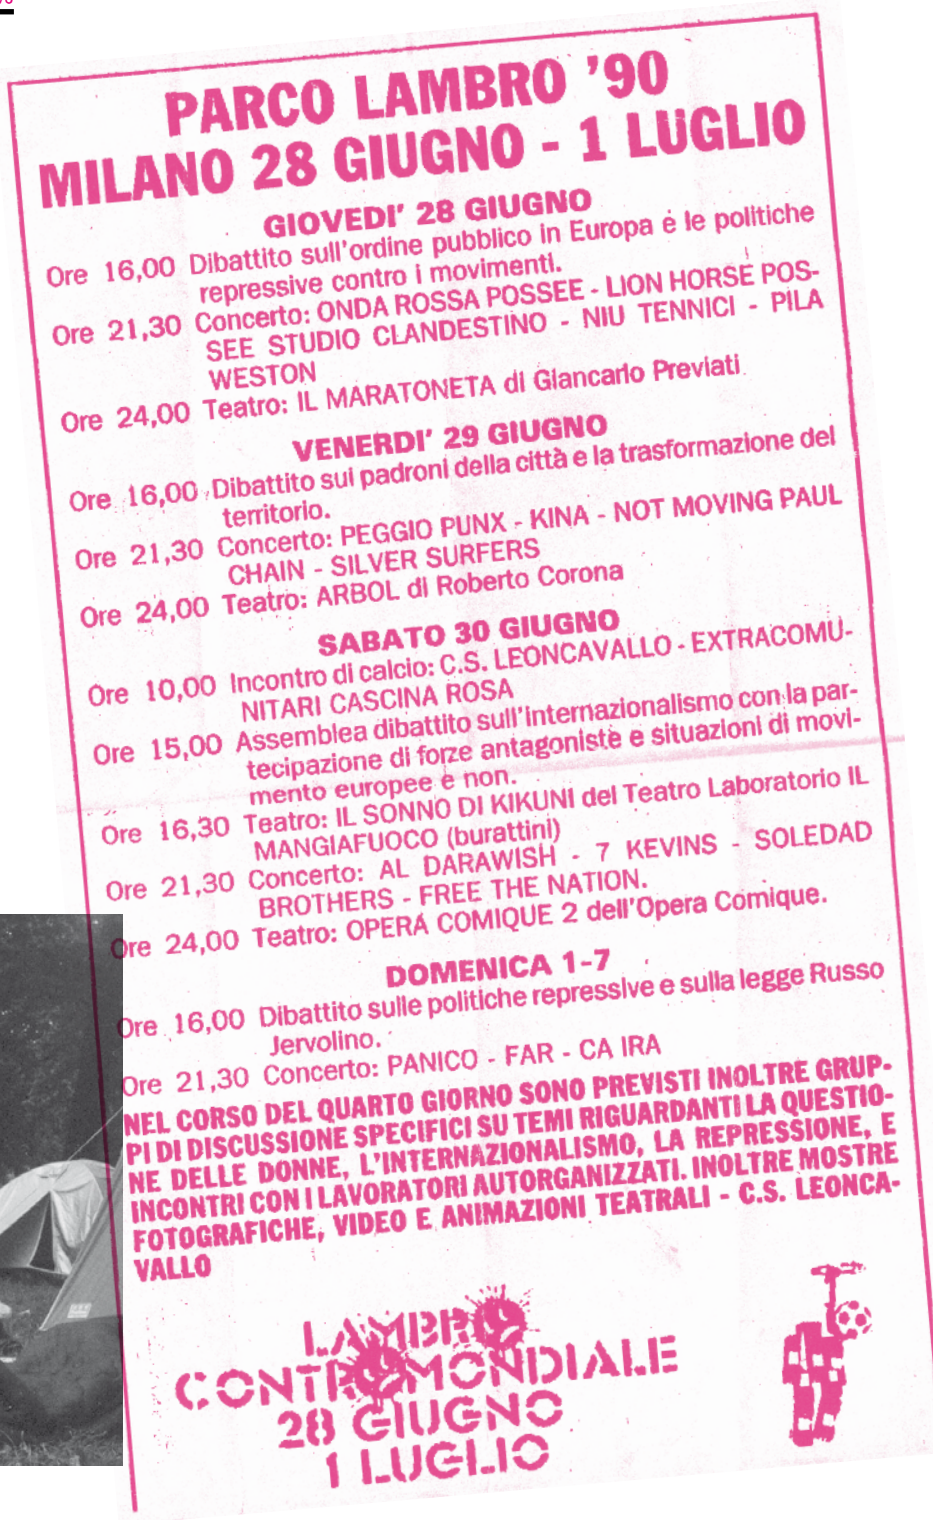 PARCO LAMBRO '90
MILANO 28 GIUGNO - 1 LUGLIO
GIOVEDI' 28 GIUGNO
Ore 16,00 Dibattito sull'ordine pubblico in Europa e le politiche
repressive contro i movimenti.
Ore 21,30 Concerto: ONDA ROSSA POSSEE - LION HORSE POS-
SEE STUDIO CLANDESTINO - NIU TENNICI - PILA
WESTON
Ore 24,00 Teatro: IL MARATONETA di Giancarlo Previati
VENERDI' 29 GIUGNO
Ore 16,00 Dibattito sui padroni della città e la trasformazione del
territorio.
Ore 21,30 Concerto: PEGGIO PUNX - KINA - NOT MOVING PAUL
CHAIN - SILVER SURFERS
Ore 24,00 Teatro: ARBOL di Roberto Corona
SABATO 30 GIUGNO
Ore 10,00 Incontro di calcio: C.S. LEONCAVALLO - EXTRACOMU-
NITARI CASCINA ROSA
Ore 15,00 Assemblea dibattito sull'internazionalismo con la par-
tecipazione di forze antagoniste e situazioni di movi-
mento europee e non.
Ore 16,30 Teatro: IL SONNO DI KIKUNI del Teatro Laboratorio IL
MANGIAFUOCO (burattini)
Ore 21,30 Concerto: AL DARAWISH - 7 KEVINS - SOLEDAD
BROTHERS - FREE THE NATION.
Ore 24,00 Teatro: OPERA COMIQUE 2 dell'Opera Comique.
DOMENICA 1-7
Ore 16,00 Dibattito sulle politiche repressive e sulla legge Russo
Jervolino.
Ore 21,30 Concerto: PANICO - FAR - CA IRA
NEL CORSO DEL QUARTO GIORNO SONO PREVISTI INOLTRE GRUP-
PI DI DISCUSSIONE SPECIFICI SU TEMI RIGUARDANTI LA QUESTIO-
NE DELLE DONNE, L'INTERNAZIONALISMO, LA REPRESSIONE, E
INCONTRI CON I LAVORATORI AUTORGANIZZATI. INOLTRE MOSTRE
FOTOGRAFICHE, VIDEO E ANIMAZIONI TEATRALI - C.S. LEONCA-
VALLO
LAMBRO
CONTROMONDIALE
28 GIUGNO
1 LUGLIO